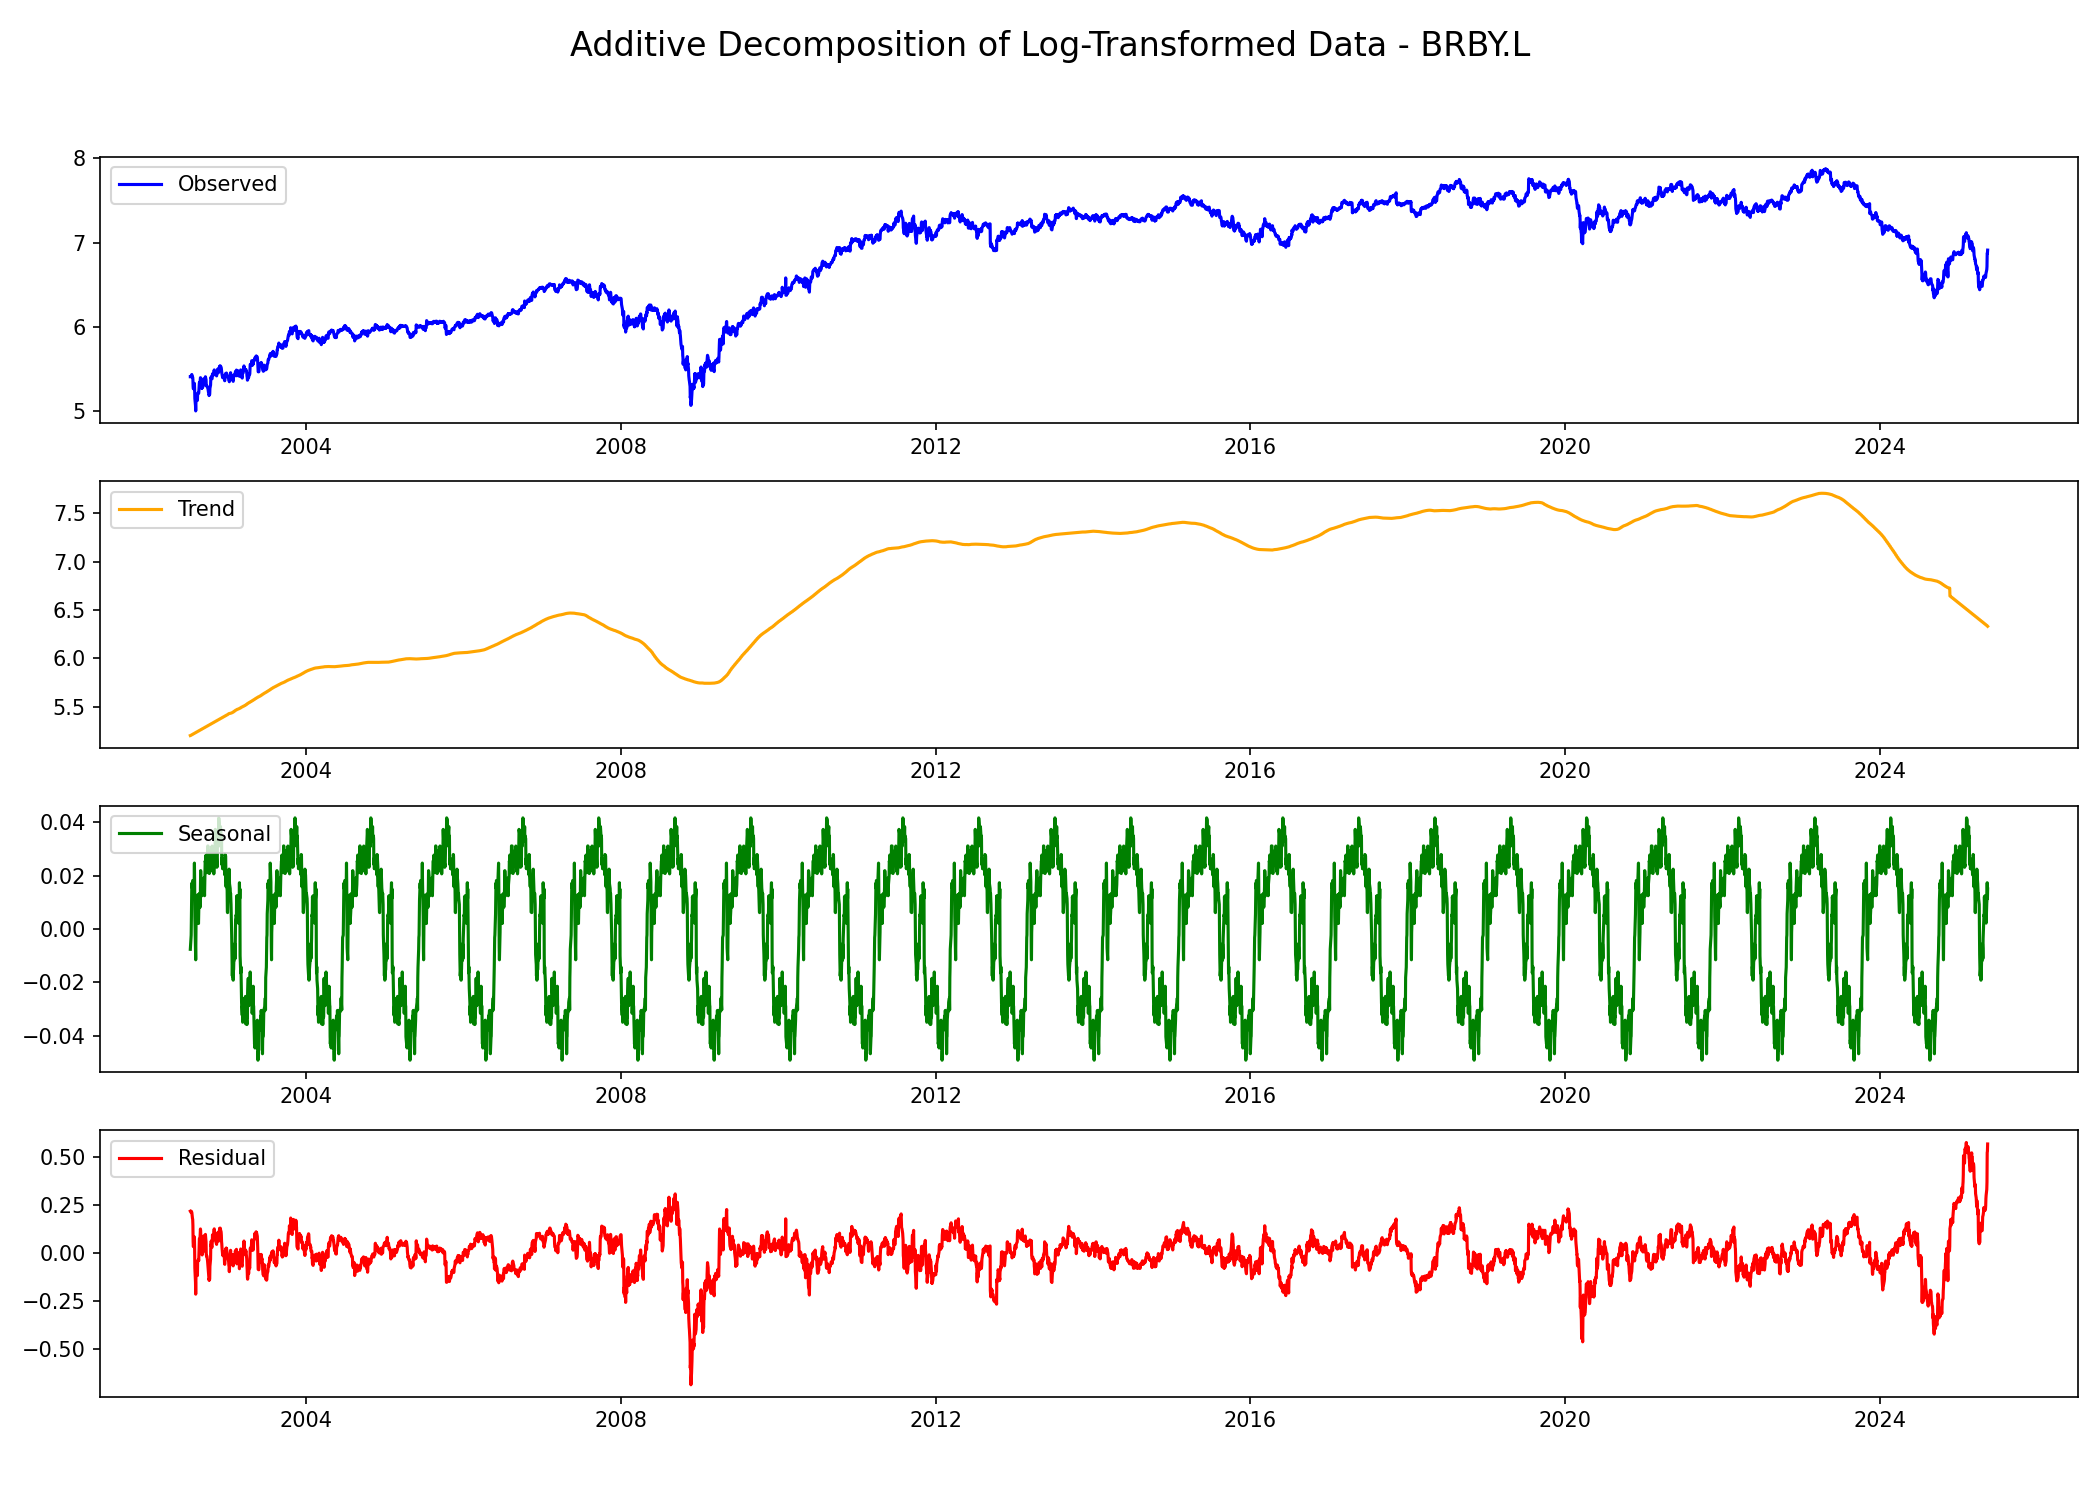 Additive Decomposition of Log-Transformed Data - BRBY.L
8
Observed
7
6
5
2004 2008 2012 2016 2020 2024
Trend
7.5
7.0
6.5
6.0
5.5
2004 2008 2012 2016 2020 2024
0.04
Seasonal
0.02
0.00
−0.02
−0.04
2004 2008 2012 2016 2020 2024
0.50
Residual
0.25
0.00
−0.25
−0.50
2004 2008 2012 2016 2020 2024